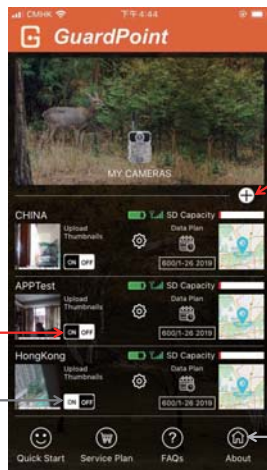 CMHK 下午4:44
G GuardPoint
MY CAMERAS
CHINA SD Capacity
Upload Thumbnails
Data Plan
ON OFF
600/1-26 2019
APPTest SD Capacity
Upload Thumbnails
Data Plan
ON OFF
600/1-26 2019
HongKong SD Capacity
Upload Thumbnails
Data Plan
ON OFF
600/1-26 2019
Quick Start Service Plan FAQs About